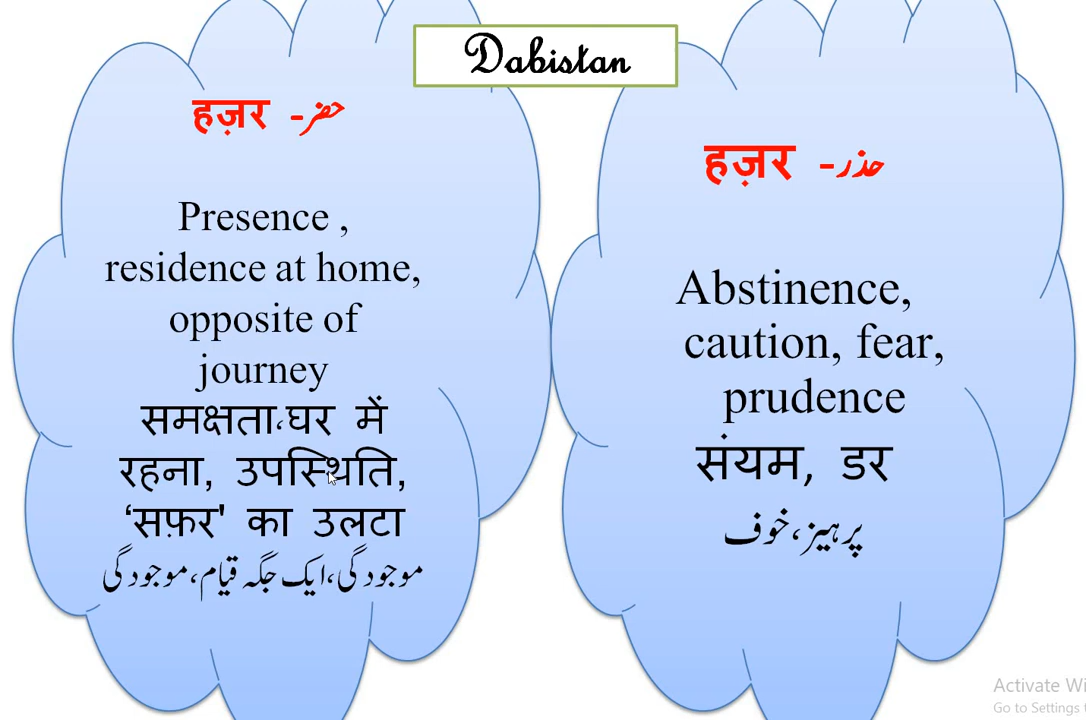 Dabistan
हज़र -حضر
Presence ,
residence at home,
opposite of
journey
समक्षता،घर में
रहना, उपस्थिति,
‘सफ़र' का उलटा
موجودگی،ایک جگہ قیام،موجودگی
हज़र -حذر
Abstinence,
caution, fear,
prudence
संयम, डर
پرہیز،خوف
Activate Wi
Go to Settings